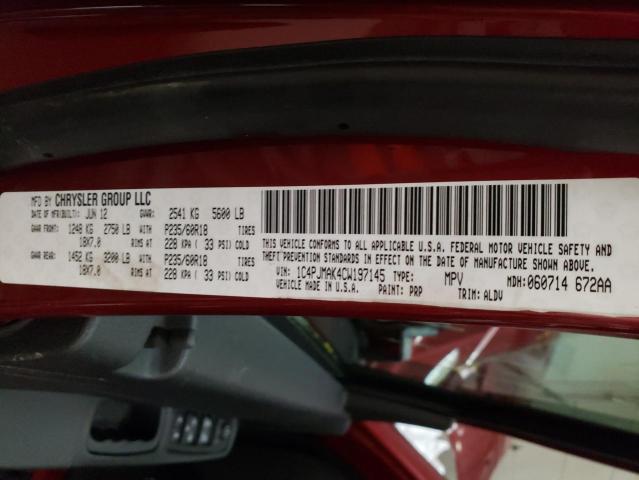 MFD BY CHRYSLER GROUP LLC
DATE OF MFR(BUILT): JUN 12 GVWR: 2541 KG 5600 LB
GAWR FRONT: 1248 KG 2750 LB WITH P235/60R18 TIRES
18X7.0 RIMS AT 228 KPA ( 33 PSI) COLD
GAWR REAR: 1452 KG 3200 LB WITH P235/60R18 TIRES
18X7.0 RIMS AT 228 KPA ( 33 PSI) COLD
THIS VEHICLE CONFORMS TO ALL APPLICABLE U.S.A. FEDERAL MOTOR VEHICLE SAFETY AND
THEFT PREVENTION STANDARDS IN EFFECT ON THE DATE OF MANUFACTURE SHOWN ABOVE.
VIN: 1C4PJMAK4CW197145 TYPE: MPV MDH:060714 672AA
VEHICLE MADE IN U.S.A. PAINT: PRP TRIM: ALDV